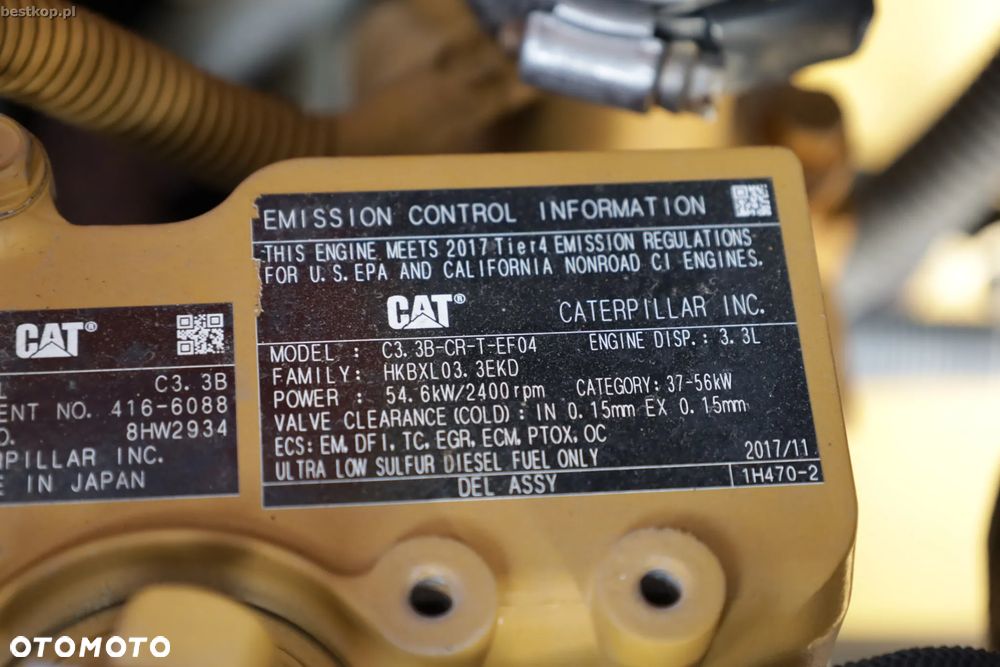 bestkop.pl
EMISSION CONTROL INFORMATION
THIS ENGINE MEETS 2017 Tier4 EMISSION REGULATIONS
FOR U.S. EPA AND CALIFORNIA NONROAD CI ENGINES.
CAT® CATERPILLAR INC.
MODEL : C3.3B-CR-T-EF04 ENGINE DISP.: 3.3L
FAMILY: HKBXL03.3EKD
POWER : 54.6kW/2400rpm CATEGORY: 37-56kW
VALVE CLEARANCE(COLD) : IN 0.15mm EX 0.15mm
ECS: EM, DFI, TC, EGR, ECM, PTOX, OC
ULTRA LOW SULFUR DIESEL FUEL ONLY 2017/11
DEL ASSY 1H470-2
CAT®
C3.3B
NO. 416-6088
8HW2934
INC.
IN JAPAN
OTOMOTO